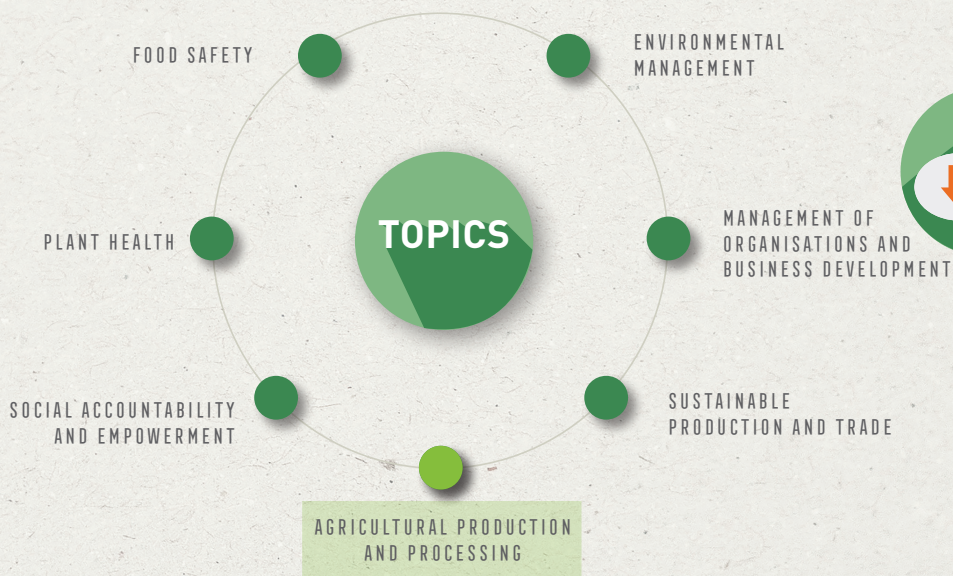 FOOD SAFETY
ENVIRONMENTAL
MANAGEMENT
TOPICS
PLANT HEALTH
MANAGEMENT OF
ORGANISATIONS AND
BUSINESS DEVELOPMENT
SOCIAL ACCOUNTABILITY
AND EMPOWERMENT
SUSTAINABLE
PRODUCTION AND TRADE
AGRICULTURAL PRODUCTION
AND PROCESSING